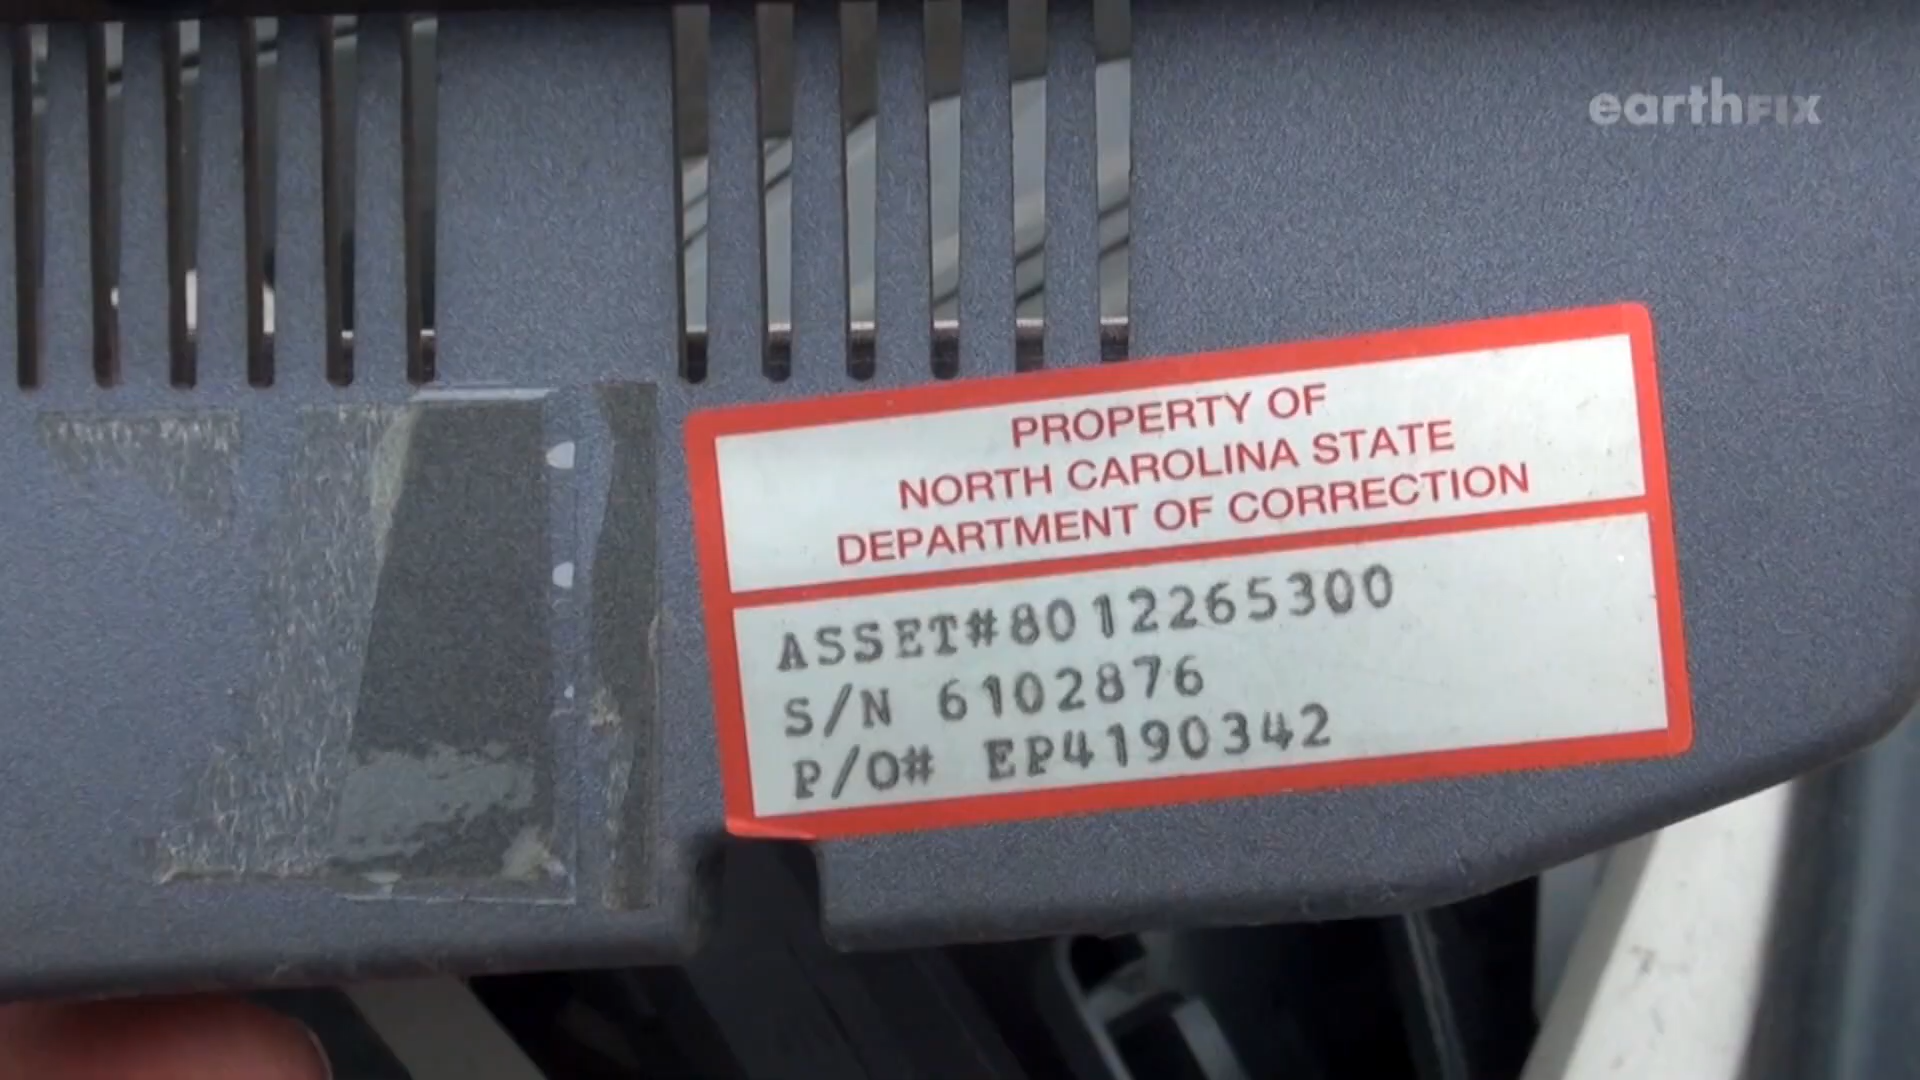 earthFIX
PROPERTY OF
NORTH CAROLINA STATE
DEPARTMENT OF CORRECTION
ASSET#8012265300
S/N 6102876
P/O# EP4190342